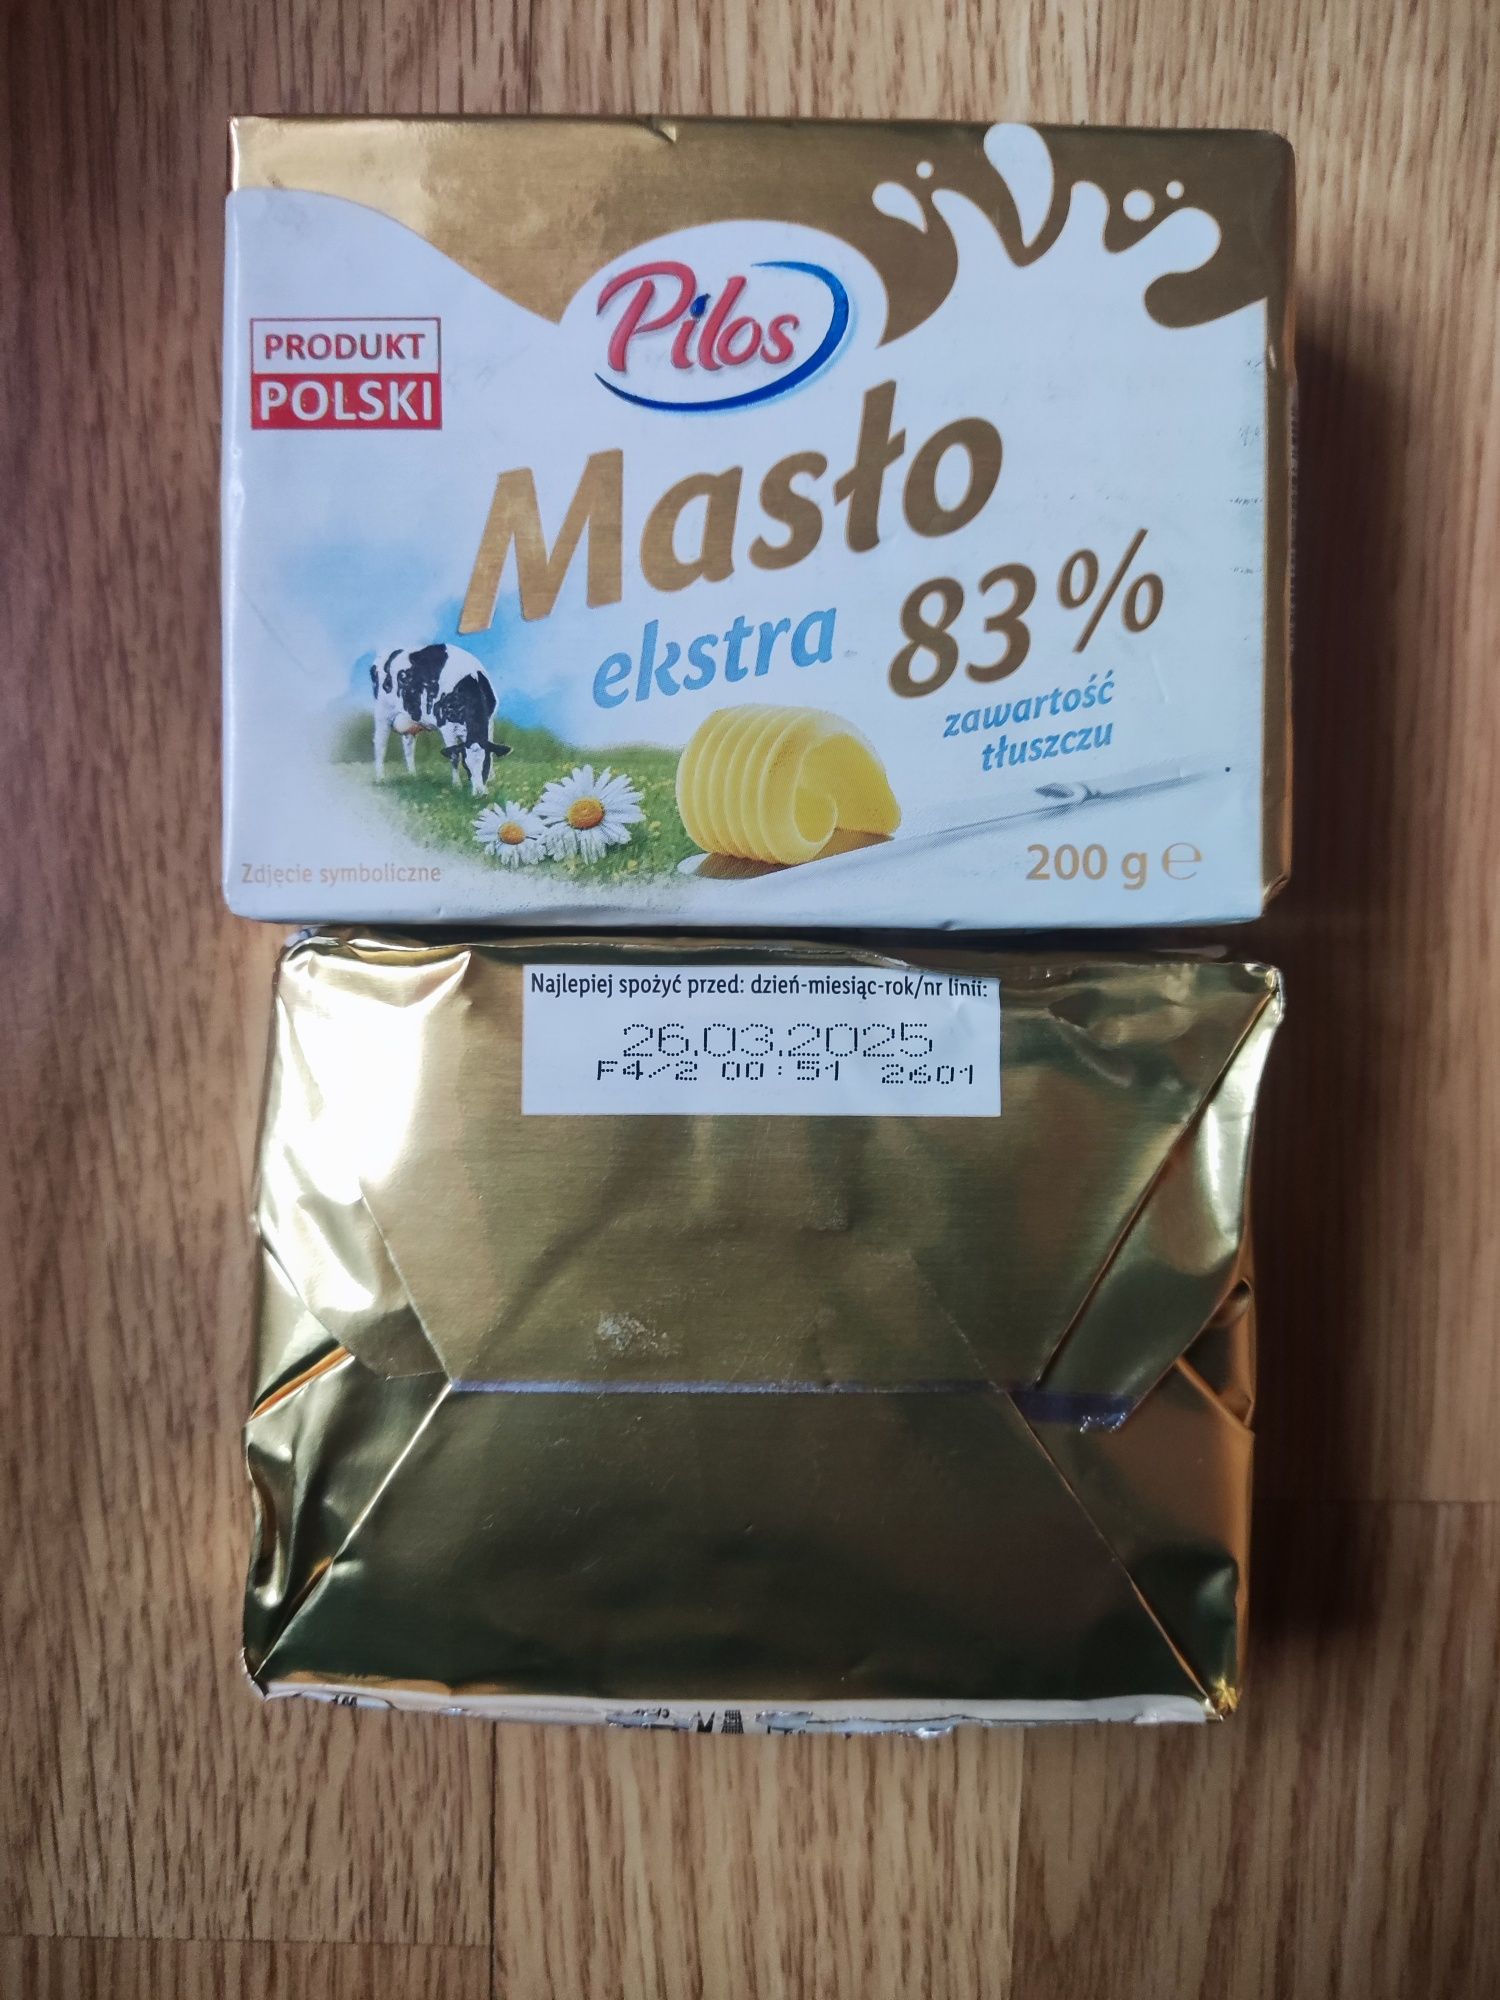 PRODUKT
POLSKI
Pilos
Masło
ekstra
83%
zawartość
tłuszczu
Zdjęcie symboliczne
200 g ℮
Najlepiej spożyć przed: dzień-miesiąc-rok/nr linii:
26.03.2025
F4/2 00:51 2601